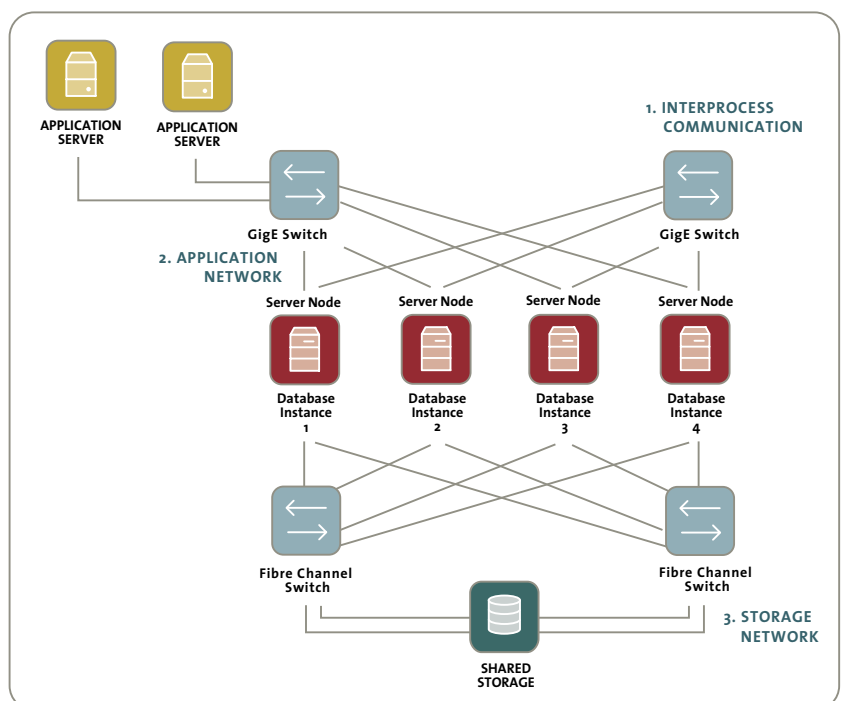 APPLICATION
SERVER
APPLICATION
SERVER
1. INTERPROCESS
COMMUNICATION
GigE Switch
GigE Switch
2. APPLICATION
NETWORK
Server Node
Server Node
Server Node
Server Node
Database
Instance
1
Database
Instance
2
Database
Instance
3
Database
Instance
4
Fibre Channel
Switch
Fibre Channel
Switch
3. STORAGE
NETWORK
SHARED
STORAGE